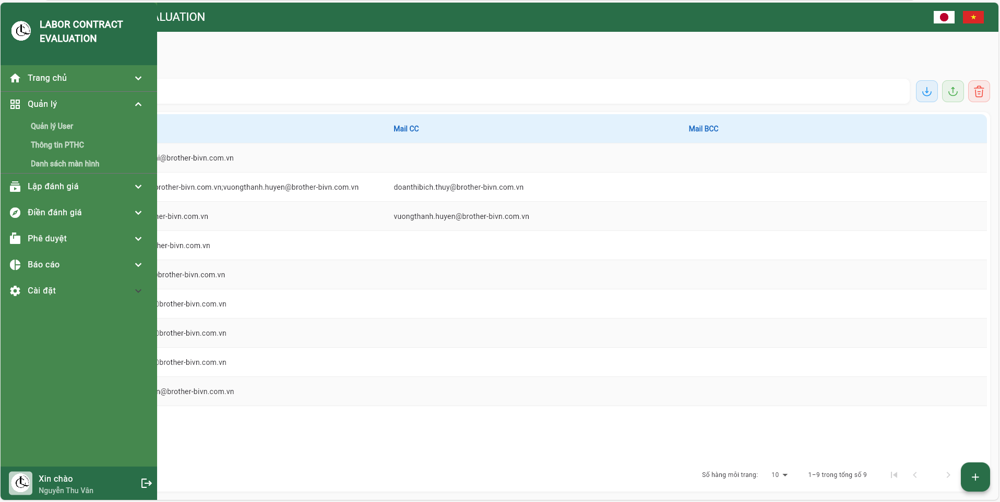 LABOR CONTRACT
EVALUATION
ALUATION
Trang chủ
Quản lý
Quản lý User
Thông tin PTHC
Danh sách màn hình
Lập đánh giá
Điền đánh giá
Phê duyệt
Báo cáo
Cài đặt
Xin chào
Nguyễn Thu Vân
Mail CC Mail BCC
i@brother-bivn.com.vn
brother-bivn.com.vn;vuongthanh.huyen@brother-bivn.com.vn doanthibich.thuy@brother-bivn.com.vn
her-bivn.com.vn vuongthanh.huyen@brother-bivn.com.vn
her-bivn.com.vn
@brother-bivn.com.vn
@brother-bivn.com.vn
@brother-bivn.com.vn
@brother-bivn.com.vn
n@brother-bivn.com.vn
Số hàng mỗi trang: 10 1–9 trong tổng số 9